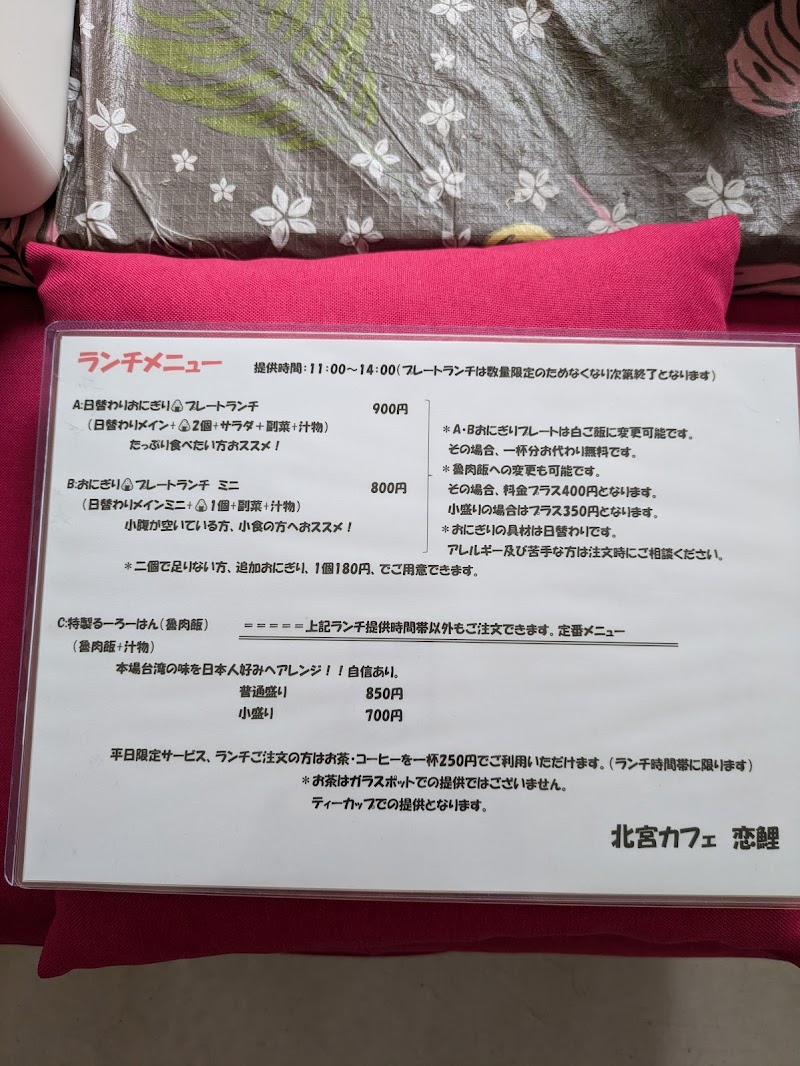 ランチメニュー 提供時間:11:00～14:00(プレートランチは数量限定のためなくなり次第終了となります)
A:日替わりおにぎり🍙プレートランチ 900円
(日替わりメイン+🍙2個+サラダ+副菜+汁物)
たっぷり食べたい方おススメ!
B:おにぎり🍙プレートランチ ミニ 800円
(日替わりメインミニ+🍙1個+副菜+汁物)
小腹が空いている方、小食の方へおススメ!
*A・Bおにぎりプレートは白ご飯に変更可能です。
その場合、一杯分お代わり無料です。
*魯肉飯への変更も可能です。
その場合、料金プラス400円となります。
小盛りの場合はプラス350円となります。
*おにぎりの具材は日替わりです。
アレルギー及び苦手な方は注文時にご相談ください。
*二個で足りない方、追加おにぎり、1個180円、でご用意できます。
C:特製るーろーはん(魯肉飯) =====上記ランチ提供時間帯以外もご注文できます。定番メニュー
(魯肉飯+汁物)
本場台湾の味を日本人好みへアレンジ!!自信あり。
普通盛り 850円
小盛り 700円
平日限定サービス、ランチご注文の方はお茶・コーヒーを一杯250円でご利用いただけます。(ランチ時間帯に限ります)
*お茶はガラスポットでの提供ではございません。
ティーカップでの提供となります。
北宮カフェ 恋鯉